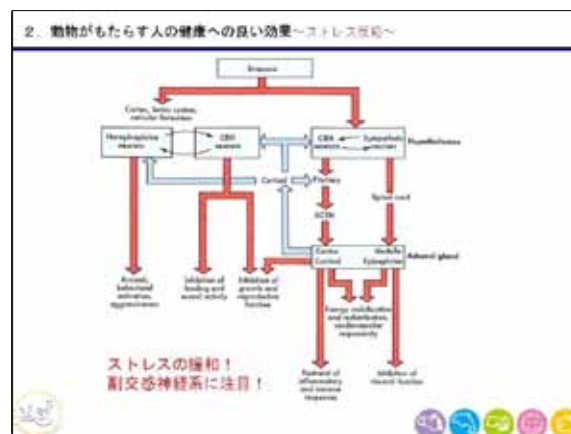 2．動物がもたらす人の健康への良い効果～ストレス反応～
Stressors
Cortex, limbic system,
reticular formation
Norepinephrine
neurons
CRH
neurons
CRH
neurons
Sympathetic
neurons
Hypothalamus
Cortisol
Pituitary
Spinal cord
ACTH
Cortex
Cortisol
Medulla
Epinephrine
Adrenal gland
Arousal,
behavioral
activation,
aggressiveness
Inhibition of
feeding and
sexual activity
Inhibition of
growth and
reproductive
function
Energy mobilization
and redistribution,
cardiovascular
responsivity
Restraint of
inflammatory
and immune
responses
Inhibition of
visceral function
ストレスの緩和！
副交感神経系に注目！